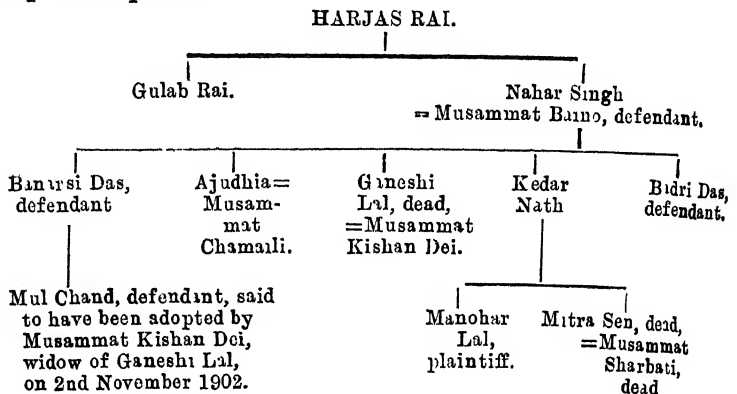 HARJAS RAI.
Gulab Rai.
Nahar Singh
= Musammat Baino, defendant.
Banarsi Das,
defendant
Ajudhia=
Musam-
mat
Chamaili.
Ganeshi
Lal, dead,
=Musammat
Kishan Dei.
Kedar
Nath
Badri Das,
defendant.
Mul Chand, defendant, said
to have been adopted by
Musammat Kishan Dei,
widow of Ganeshi Lal,
on 2nd November 1902.
Manohar
Lal,
plaintiff.
Mitra Sen, dead,
=Musammat
Sharbati,
dead